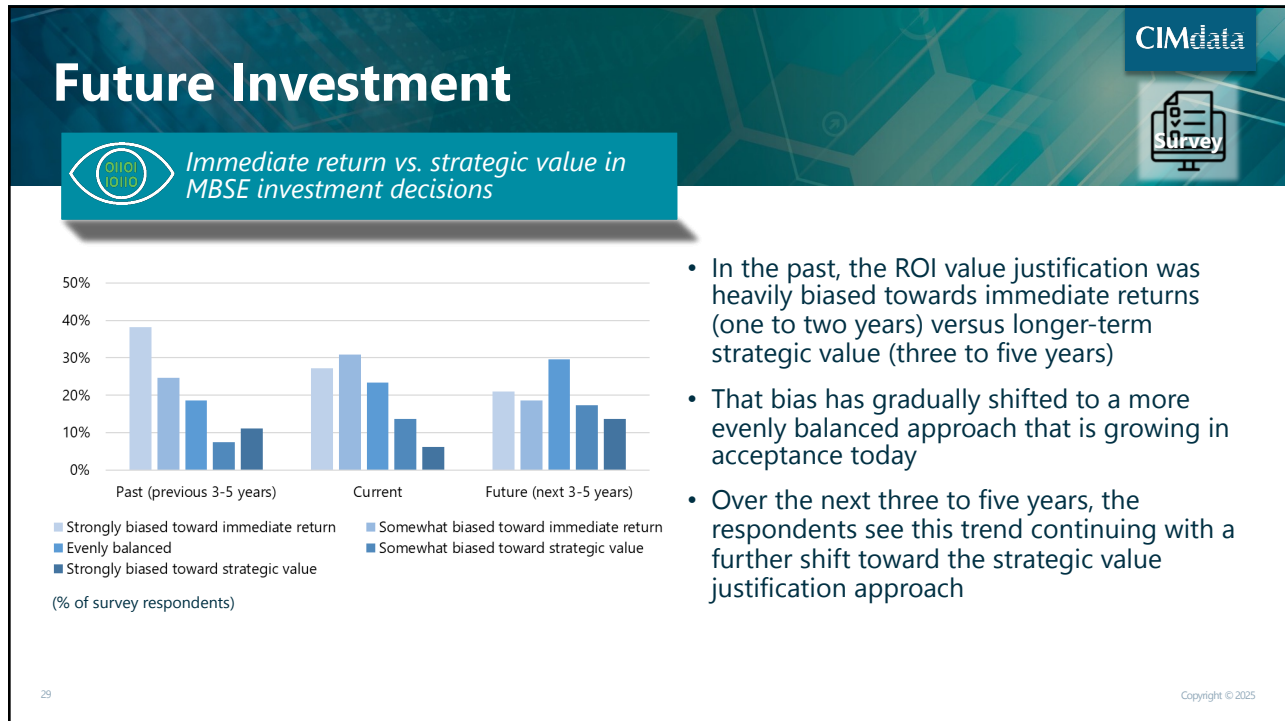 CIMdata
Future Investment
Survey
01101
10110
Immediate return vs. strategic value in
MBSE investment decisions
50%
40%
30%
20%
10%
0%
Past (previous 3-5 years)
Current
Future (next 3-5 years)
Strongly biased toward immediate return
Somewhat biased toward immediate return
Evenly balanced
Somewhat biased toward strategic value
Strongly biased toward strategic value
(% of survey respondents)
• In the past, the ROI value justification was
heavily biased towards immediate returns
(one to two years) versus longer-term
strategic value (three to five years)
• That bias has gradually shifted to a more
evenly balanced approach that is growing in
acceptance today
• Over the next three to five years, the
respondents see this trend continuing with a
further shift toward the strategic value
justification approach
29
Copyright © 2025